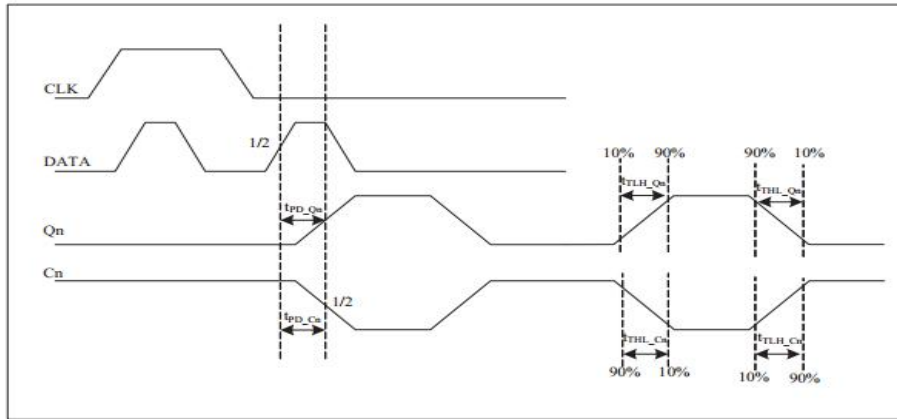 CLK
1/2
DATA
10% 90% 90% 10%
tTLH_Qn tTHL_Qn
tPD_Qn
Qn
Cn
1/2
tPD_Cn
tTHL_Cn tTLH_Cn
90% 10% 10% 90%